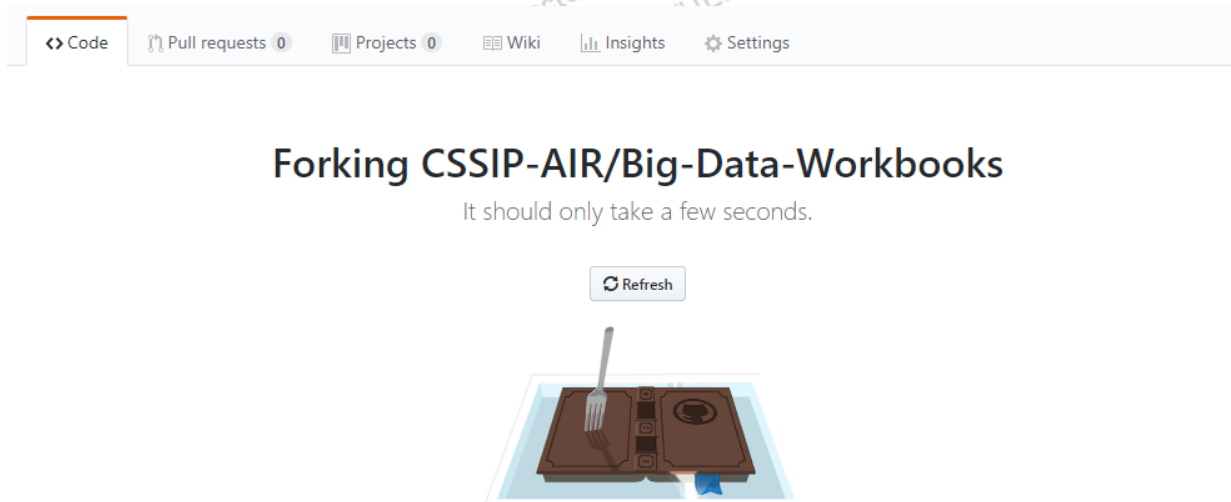 Code Pull requests 0 Projects 0 Wiki Insights Settings
Forking CSSIP-AIR/Big-Data-Workbooks
It should only take a few seconds.
Refresh